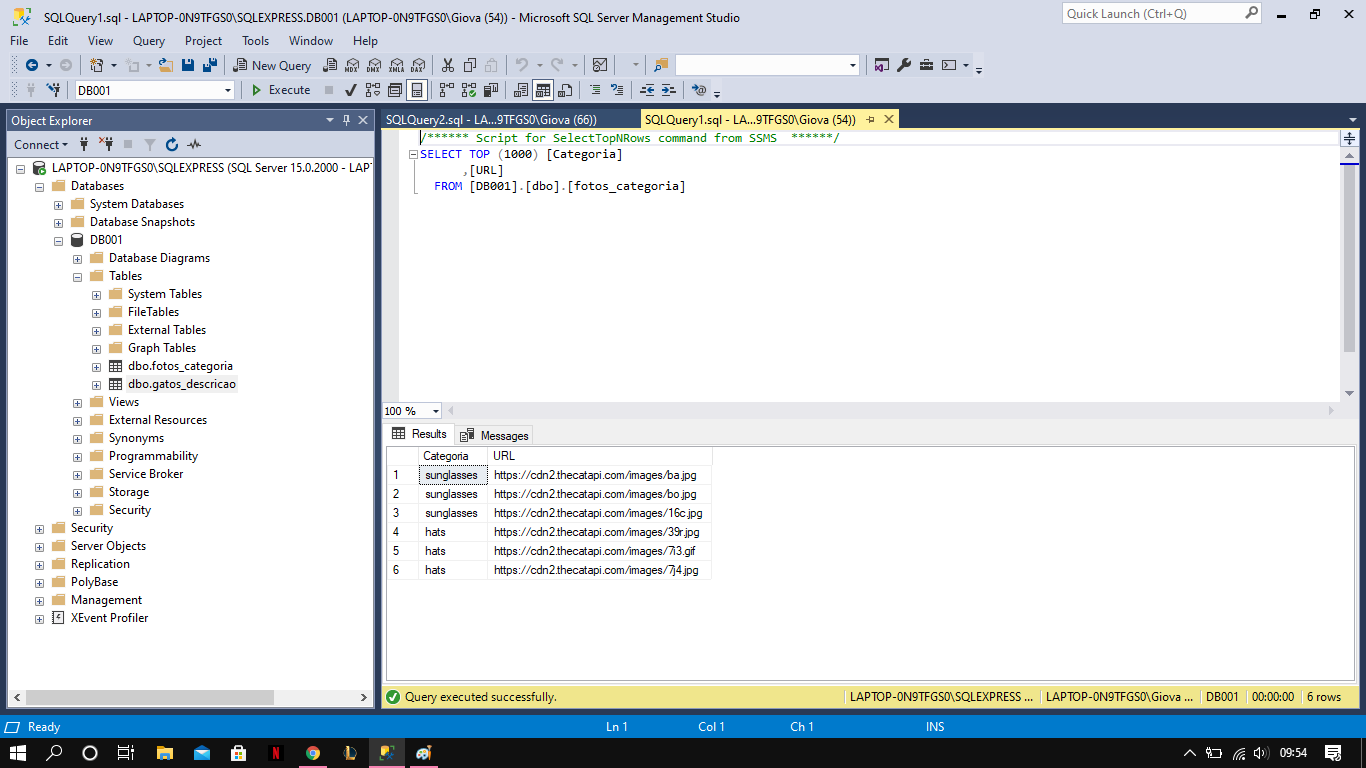 SQLQuery1.sql - LAPTOP-0N9TFGS0\SQLEXPRESS.DB001 (LAPTOP-0N9TFGS0\Giova (54)) - Microsoft SQL Server Management Studio
Quick Launch (Ctrl+Q)
File Edit View Query Project Tools Window Help
New Query MDX DMX XMLA DAX
DB001 Execute
Object Explorer
SQLQuery2.sql - LA...9TFGS0\Giova (66))
SQLQuery1.sql - LA...9TFGS0\Giova (54))
Connect
LAPTOP-0N9TFGS0\SQLEXPRESS (SQL Server 15.0.2000 - LAP
Databases
System Databases
Database Snapshots
DB001
Database Diagrams
Tables
System Tables
FileTables
External Tables
Graph Tables
dbo.fotos_categoria
dbo.gatos_descricao
Views
External Resources
Synonyms
Programmability
Service Broker
Storage
Security
Security
Server Objects
Replication
PolyBase
Management
XEvent Profiler
/****** Script for SelectTopNRows command from SSMS  ******/
SELECT TOP (1000) [Categoria]
,[URL]
FROM [DB001].[dbo].[fotos_categoria]
100 %
Results Messages
Categoria URL
1 sunglasses https://cdn2.thecatapi.com/images/ba.jpg
2 sunglasses https://cdn2.thecatapi.com/images/bo.jpg
3 sunglasses https://cdn2.thecatapi.com/images/16c.jpg
4 hats https://cdn2.thecatapi.com/images/39r.jpg
5 hats https://cdn2.thecatapi.com/images/7i3.gif
6 hats https://cdn2.thecatapi.com/images/7j4.jpg
Query executed successfully.
LAPTOP-0N9TFGS0\SQLEXPRESS ... LAPTOP-0N9TFGS0\Giova ... DB001 00:00:00 6 rows
Ready Ln 1 Col 1 Ch 1 INS
N
09:54